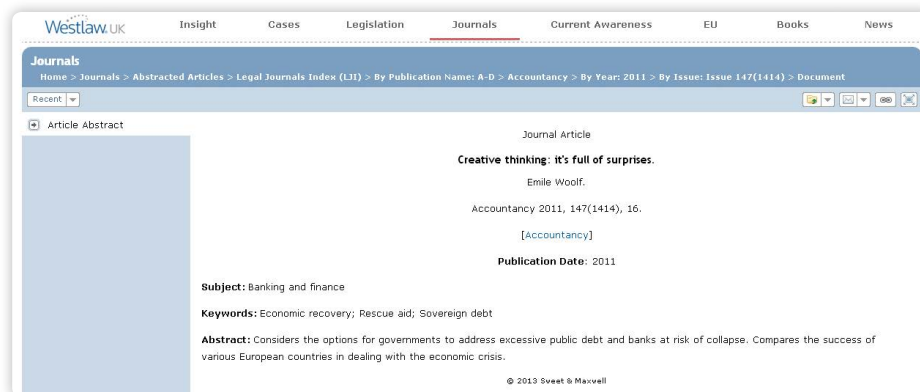 Westlaw.UK
Insight Cases Legislation Journals Current Awareness EU Books News
Journals
Home > Journals > Abstracted Articles > Legal Journals Index (LJI) > By Publication Name: A-D > Accountancy > By Year: 2011 > By Issue: Issue 147(1414) > Document
Recent
Article Abstract
Journal Article
Creative thinking: it's full of surprises.
Emile Woolf.
Accountancy 2011, 147(1414), 16.
[Accountancy]
Publication Date: 2011
Subject: Banking and finance
Keywords: Economic recovery; Rescue aid; Sovereign debt
Abstract: Considers the options for governments to address excessive public debt and banks at risk of collapse. Compares the success of
various European countries in dealing with the economic crisis.
© 2013 Sweet & Maxwell